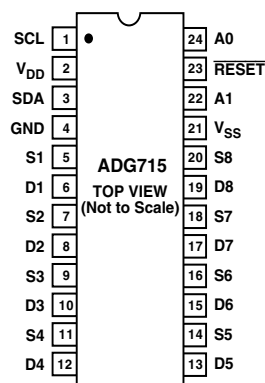 SCL 1 24 A0
VDD 2 23 RESET
SDA 3 22 A1
GND 4 21 VSS
S1 5 20 S8
D1 6 ADG715 19 D8
TOP VIEW
S2 7 (Not to Scale) 18 S7
D2 8 17 D7
S3 9 16 S6
D3 10 15 D6
S4 11 14 S5
D4 12 13 D5